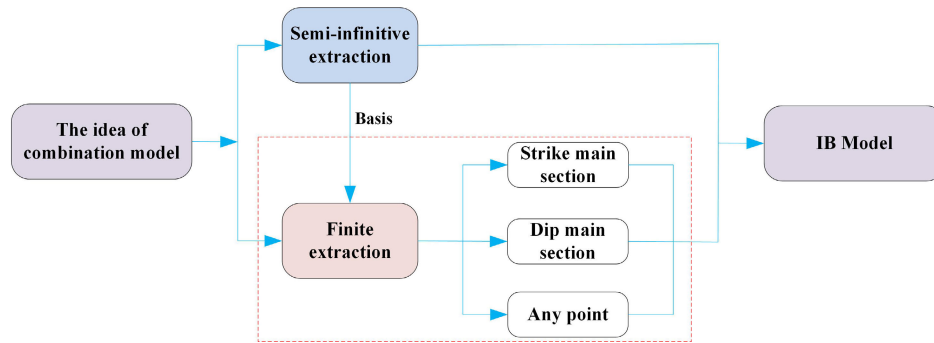 Semi-infinitive
extraction
The idea of
combination model
Basis
Strike main
section
IB Model
Finite
extraction
Dip main
section
Any point